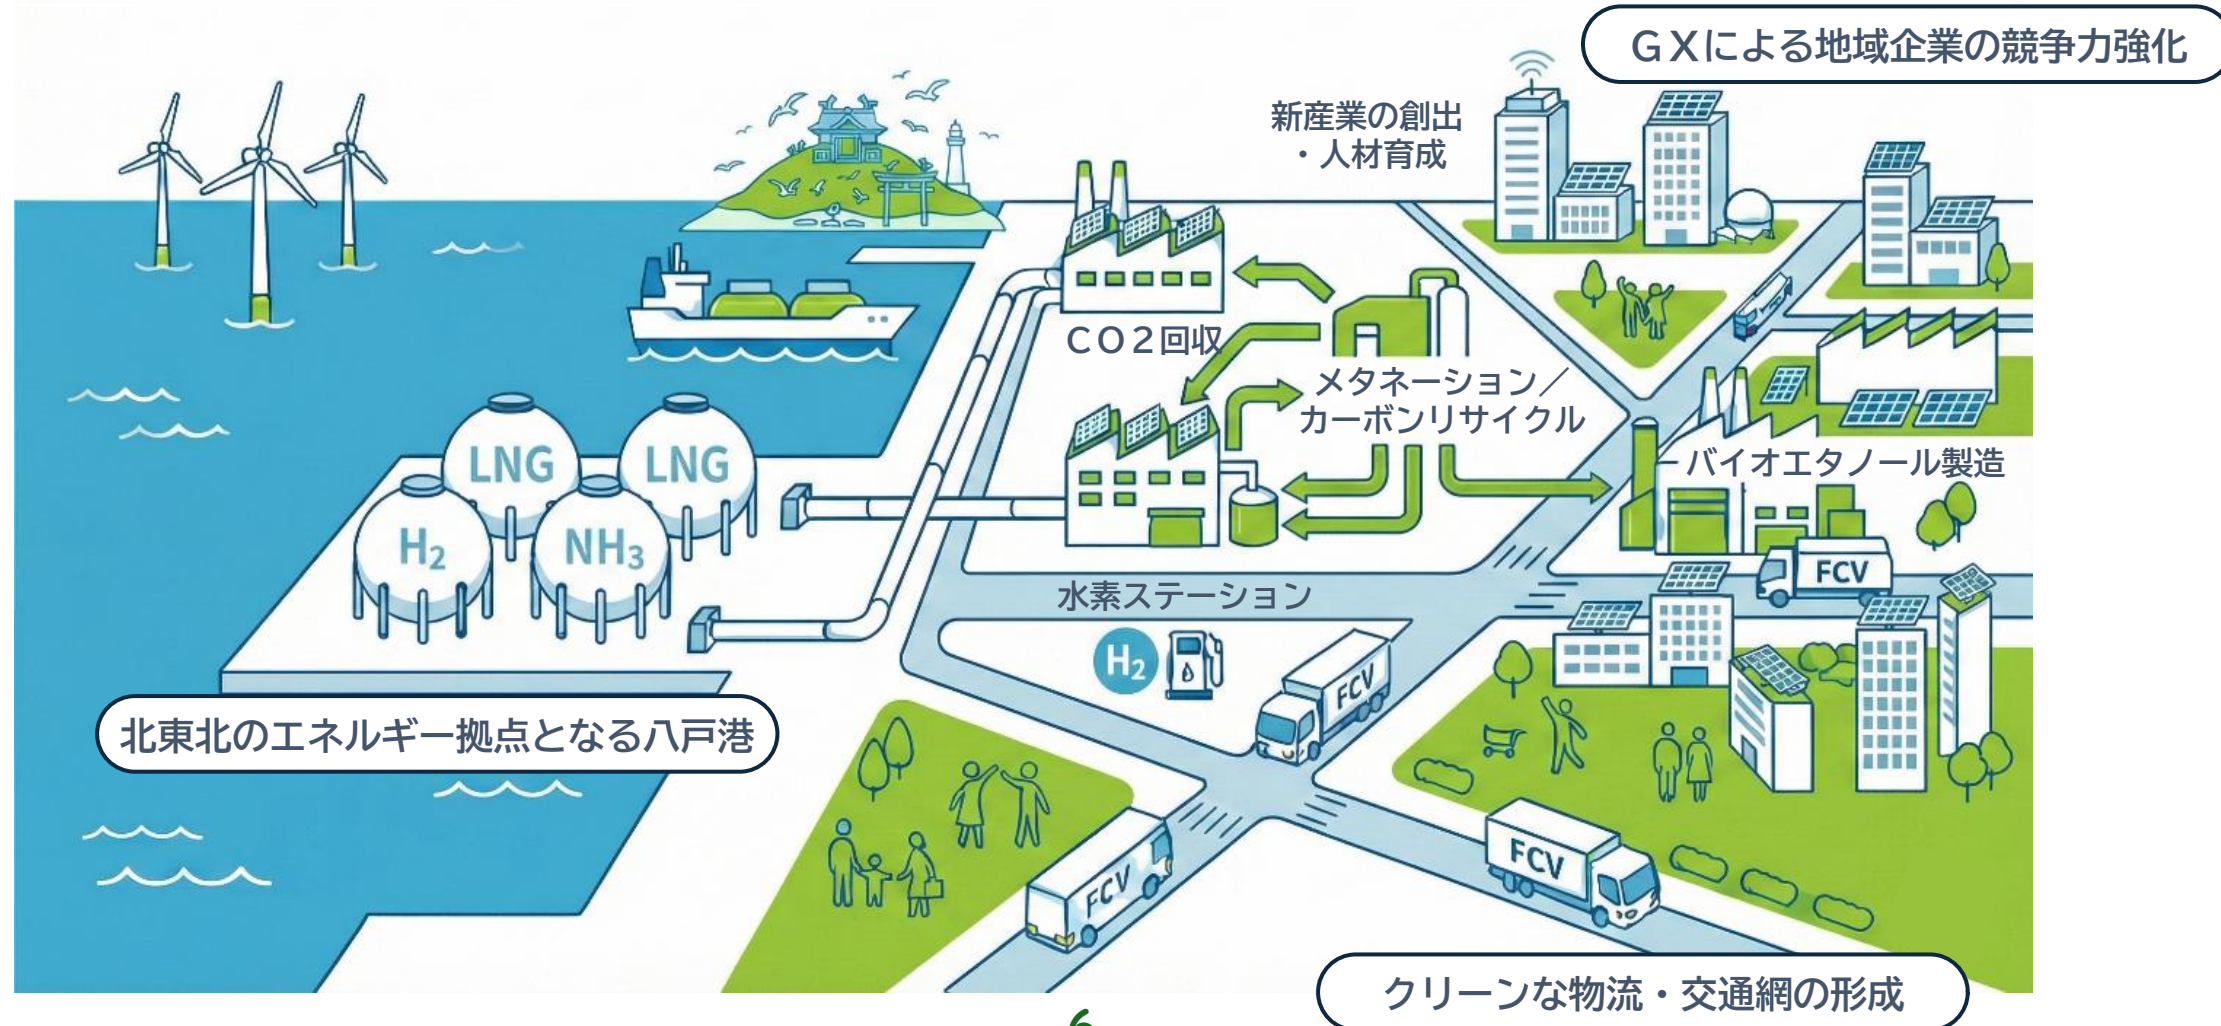 ＧＸによる地域企業の競争力強化
新産業の創出
・人材育成
ＣＯ２回収
メタネーション／
カーボンリサイクル
バイオエタノール製造
LNG
LNG
H₂
NH₃
FCV
水素ステーション
H₂
FCV
北東北のエネルギー拠点となる八戸港
FCV
FCV
クリーンな物流・交通網の形成